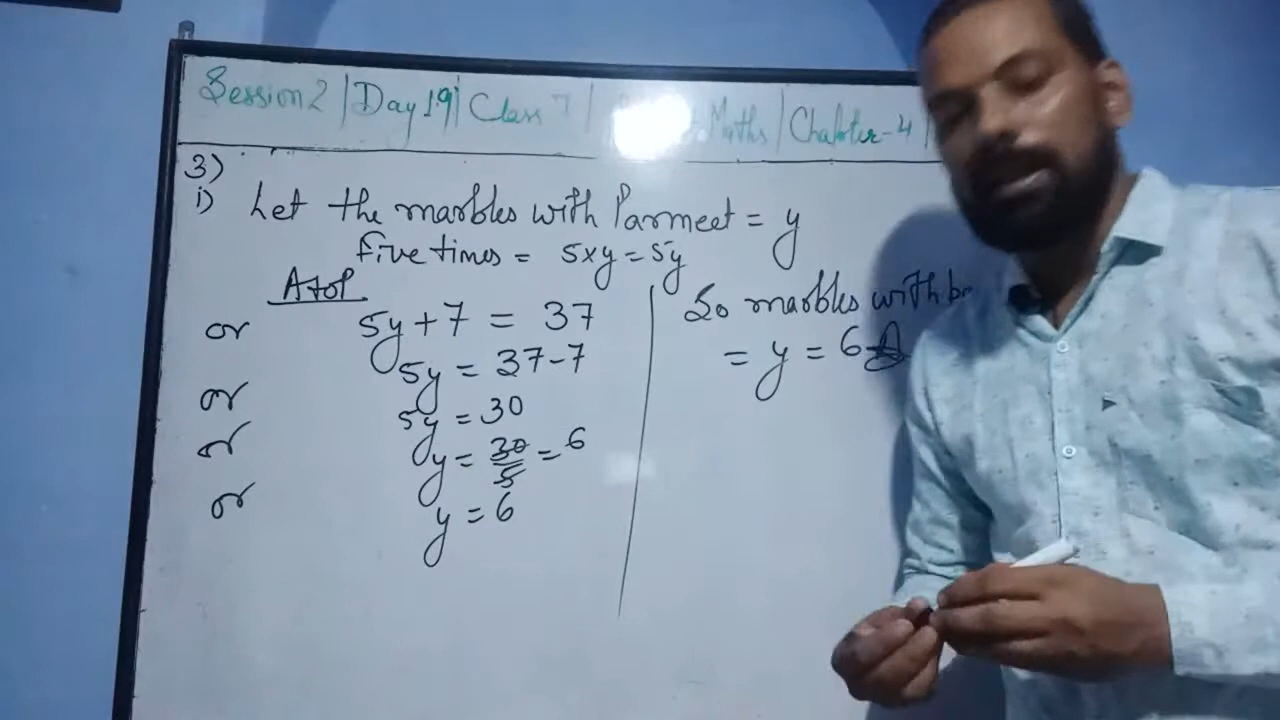 Session 2 | Day 19 | Class 7 | Maths | Chapter-4 |
3)
i) Let the marbles with Parmeet = y
five times = 5×y = 5y
AtoP
or 5y + 7 = 37
5y = 37 - 7
or 5y = 30
or y = 30/5 = 6
or y = 6
So marbles with
= y = 6